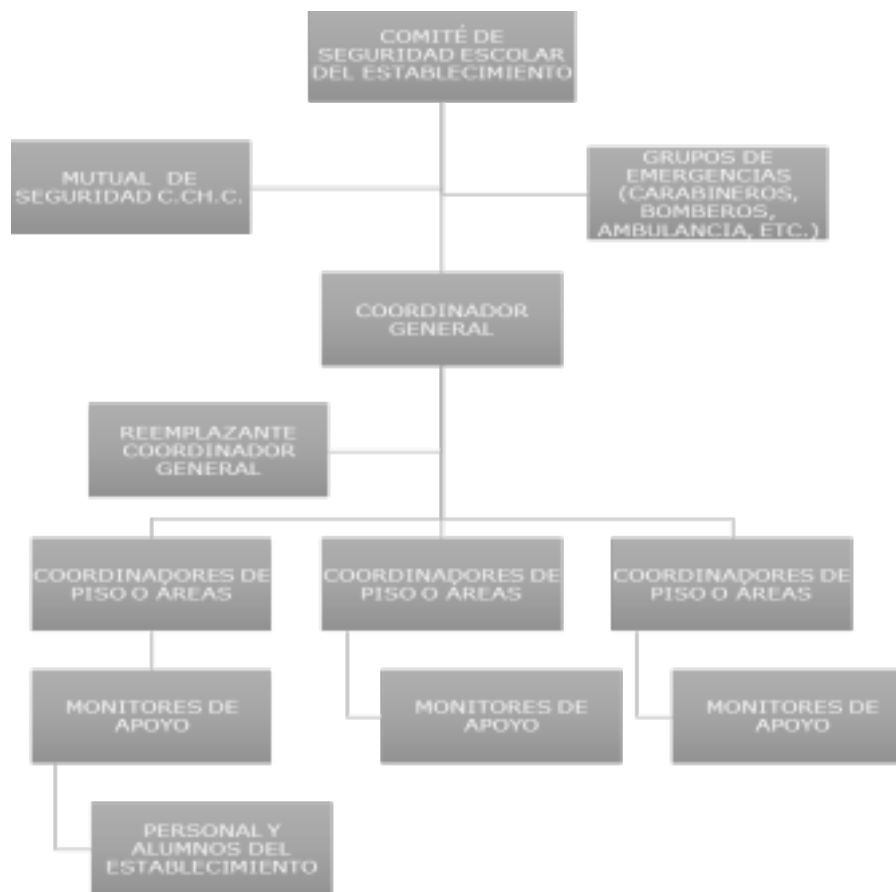 COMITÉ DE
SEGURIDAD ESCOLAR
DEL ESTABLECIMIENTO
MUTUAL DE
SEGURIDAD C.CH.C.
GRUPOS DE
EMERGENCIAS
(CARABINEROS,
BOMBEROS,
AMBULANCIA, ETC.)
COORDINADOR
GENERAL
REEMPLAZANTE
COORDINADOR
GENERAL
COORDINADORES DE
PISO O ÁREAS
COORDINADORES DE
PISO O ÁREAS
COORDINADORES DE
PISO O ÁREAS
MONITORES DE
APOYO
MONITORES DE
APOYO
MONITORES DE
APOYO
PERSONAL Y
ALUMNOS DEL
ESTABLECIMIENTO